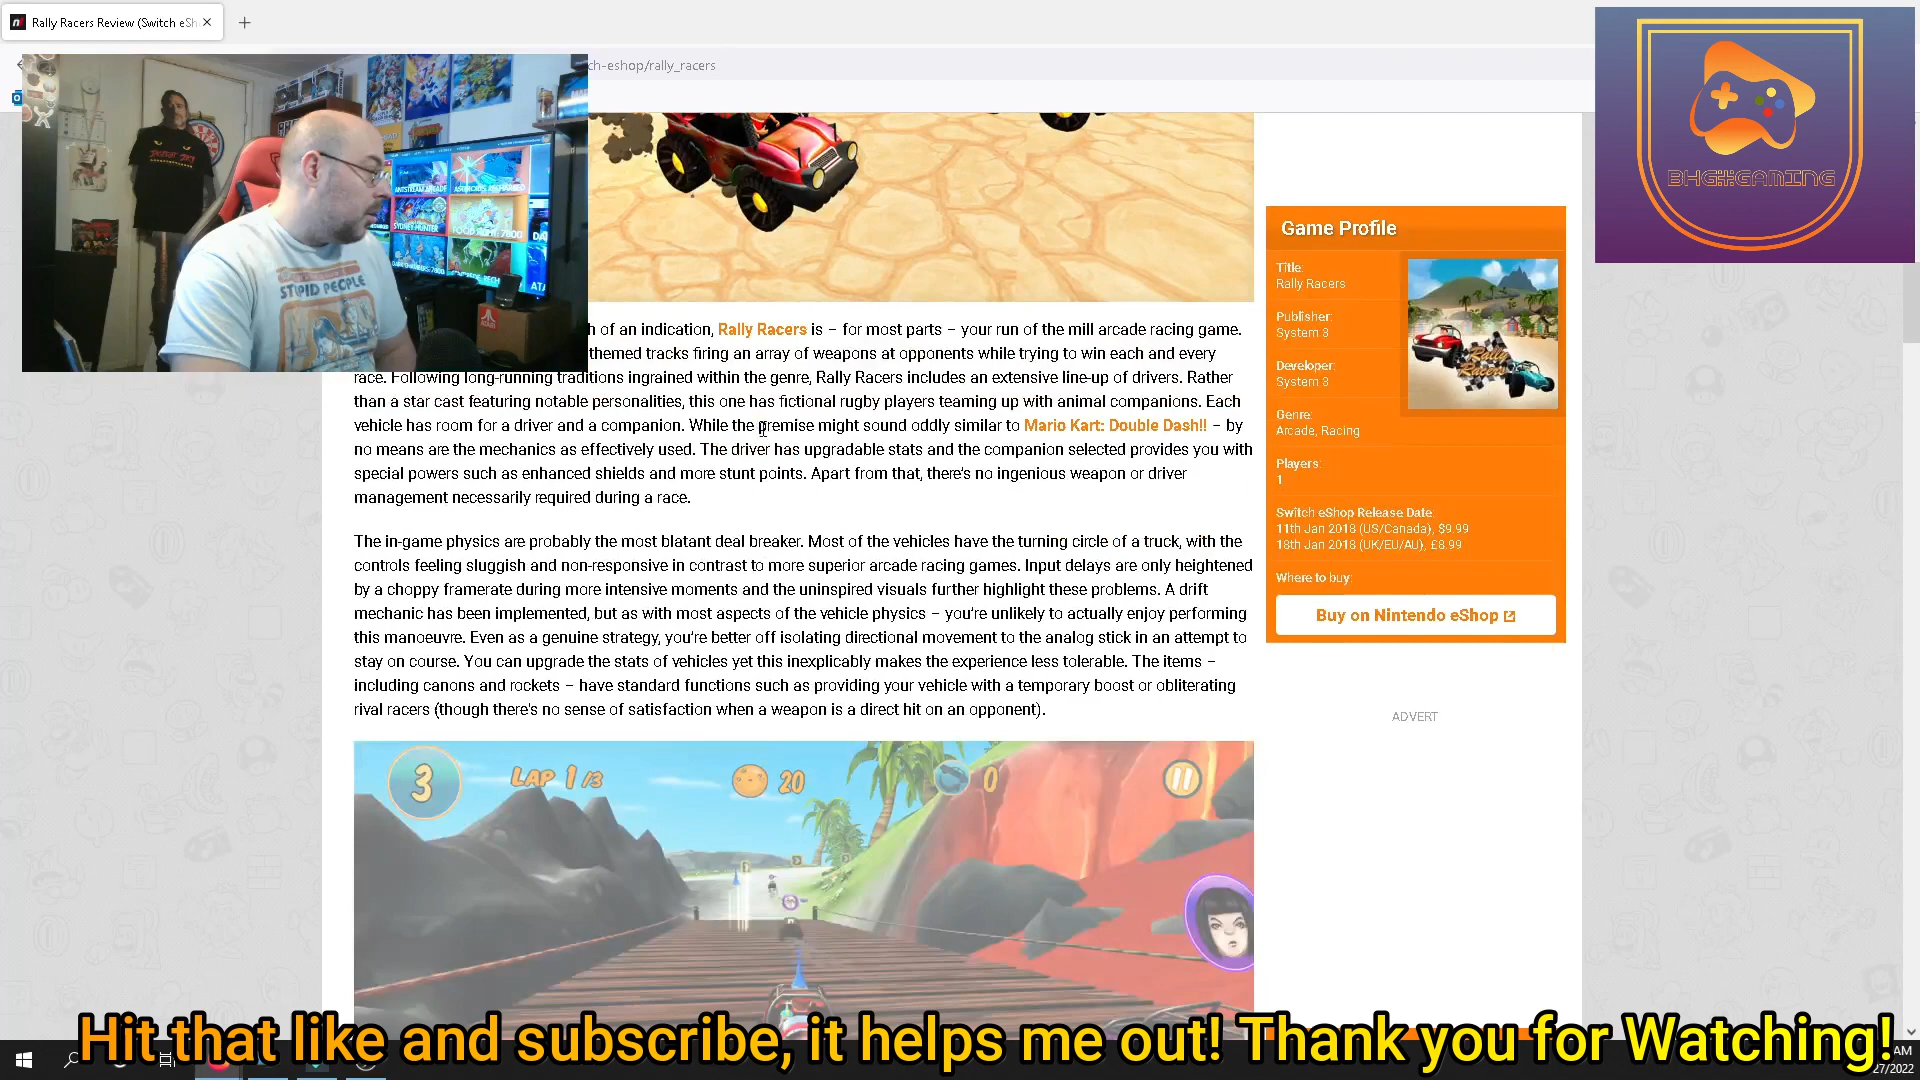 Rally Racers Review (Switch eSh
ch-eshop/rally_racers
BHGITGAMING
STUPID PEOPLE
ANTSTREAM ARCADE
ASTEROIDS RECHARGED
SYDNEY HUNTER
FOOD FIGHT: 7800
ATARI
h of an indication, Rally Racers is – for most parts – your run of the mill arcade racing game.
themed tracks firing an array of weapons at opponents while trying to win each and every
race. Following long-running traditions ingrained within the genre, Rally Racers includes an extensive line-up of drivers. Rather
than a star cast featuring notable personalities, this one has fictional rugby players teaming up with animal companions. Each
vehicle has room for a driver and a companion. While the premise might sound oddly similar to Mario Kart: Double Dash!! – by
no means are the mechanics as effectively used. The driver has upgradable stats and the companion selected provides you with
special powers such as enhanced shields and more stunt points. Apart from that, there's no ingenious weapon or driver
management necessarily required during a race.
The in-game physics are probably the most blatant deal breaker. Most of the vehicles have the turning circle of a truck, with the
controls feeling sluggish and non-responsive in contrast to more superior arcade racing games. Input delays are only heightened
by a choppy framerate during more intensive moments and the uninspired visuals further highlight these problems. A drift
mechanic has been implemented, but as with most aspects of the vehicle physics – you're unlikely to actually enjoy performing
this manoeuvre. Even as a genuine strategy, you're better off isolating directional movement to the analog stick in an attempt to
stay on course. You can upgrade the stats of vehicles yet this inexplicably makes the experience less tolerable. The items –
including canons and rockets – have standard functions such as providing your vehicle with a temporary boost or obliterating
rival racers (though there's no sense of satisfaction when a weapon is a direct hit on an opponent).
Game Profile
Title:
Rally Racers
Publisher:
System 3
Developer:
System 3
Genre:
Arcade, Racing
Players:
1
Switch eShop Release Date:
11th Jan 2018 (US/Canada), $9.99
18th Jan 2018 (UK/EU/AU), £8.99
Where to buy:
Buy on Nintendo eShop
Rally Racers
ADVERT
3
LAP 1/3
20
0
Hit that like and subscribe, it helps me out! Thank you for Watching!
AM
27/2022